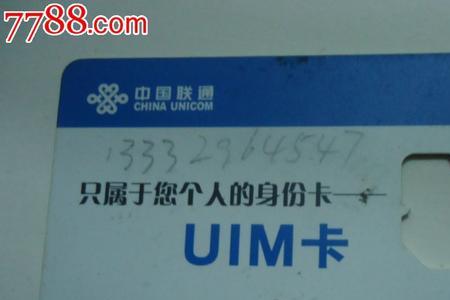 7788.com
中国联通
CHINA UNICOM
13332964547
只属于您个人的身份卡
UIM卡